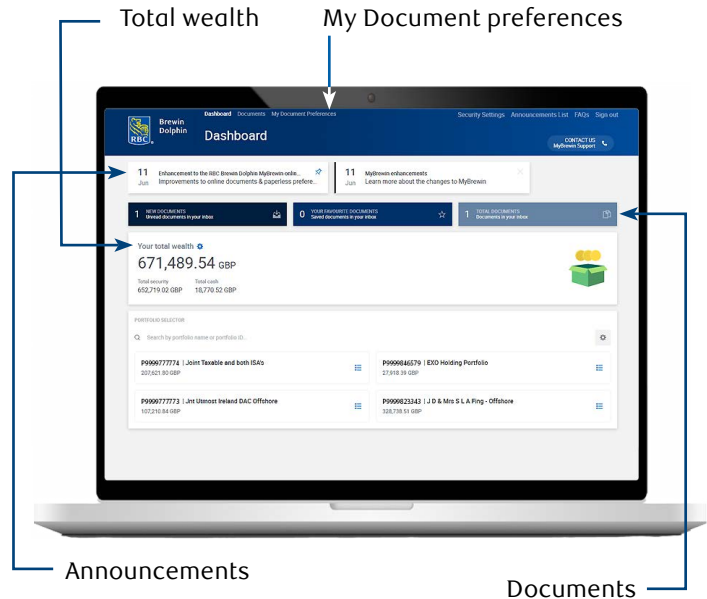 Total wealth
My Document preferences
RBC
Brewin
Dolphin
Dashboard Documents My Document Preferences
Security Settings Announcements List FAQs Sign out
Dashboard
CONTACT US
MyBrewin Support
11
Jun
Enhancement to the RBC Brewin Dolphin MyBrewin onlin...
Improvements to online documents & paperless prefere...
11
Jun
MyBrewin enhancements
Learn more about the changes to MyBrewin
1
NEW DOCUMENTS
Unread documents in your inbox
0
YOUR FAVOURITE DOCUMENTS
Saved documents in your inbox
1
TOTAL DOCUMENTS
Documents in your inbox
Your total wealth
671,489.54 GBP
Total security
652,719.02 GBP
Total cash
18,770.52 GBP
PORTFOLIO SELECTOR
Search by portfolio name or portfolio ID..
P9999777774 | Joint Taxable and both ISA's
207,621.80 GBP
P9999846579 | EXO Holding Portfolio
27,918.39 GBP
P9999777773 | Jnt Utmost Ireland DAC Offshore
107,210.84 GBP
P9999823343 | J D & Mrs S L A Fing - Offshore
328,738.51 GBP
Announcements
Documents